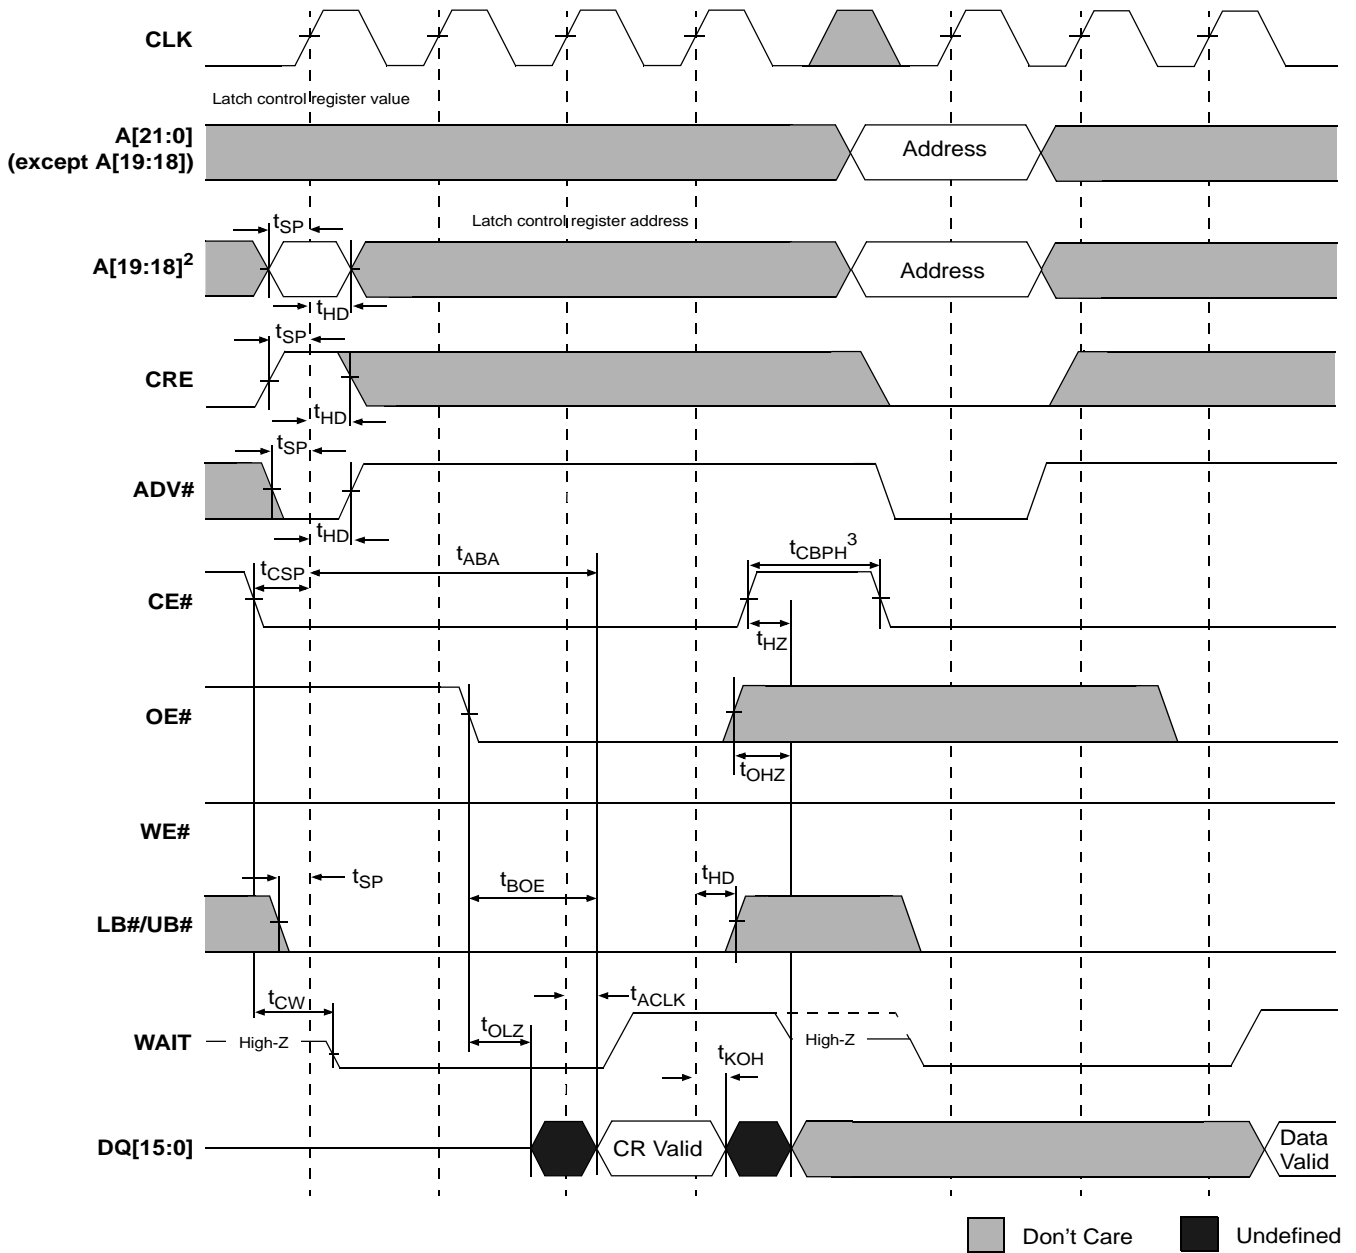 CLK
Latch control register value
A[21:0]
(except A[19:18])
Address
tSP
Latch control register address
A[19:18]2
Address
tHD
tSP
CRE
tHD
tSP
ADV#
tHD
tCSP
tABA
tCBPH3
CE#
tHZ
OE#
tOHZ
WE#
tSP
tBOE
tHD
LB#/UB#
tCW
tACLK
tOLZ
WAIT
High-Z
High-Z
tKOH
DQ[15:0]
CR Valid
Data
Valid
Don't Care
Undefined